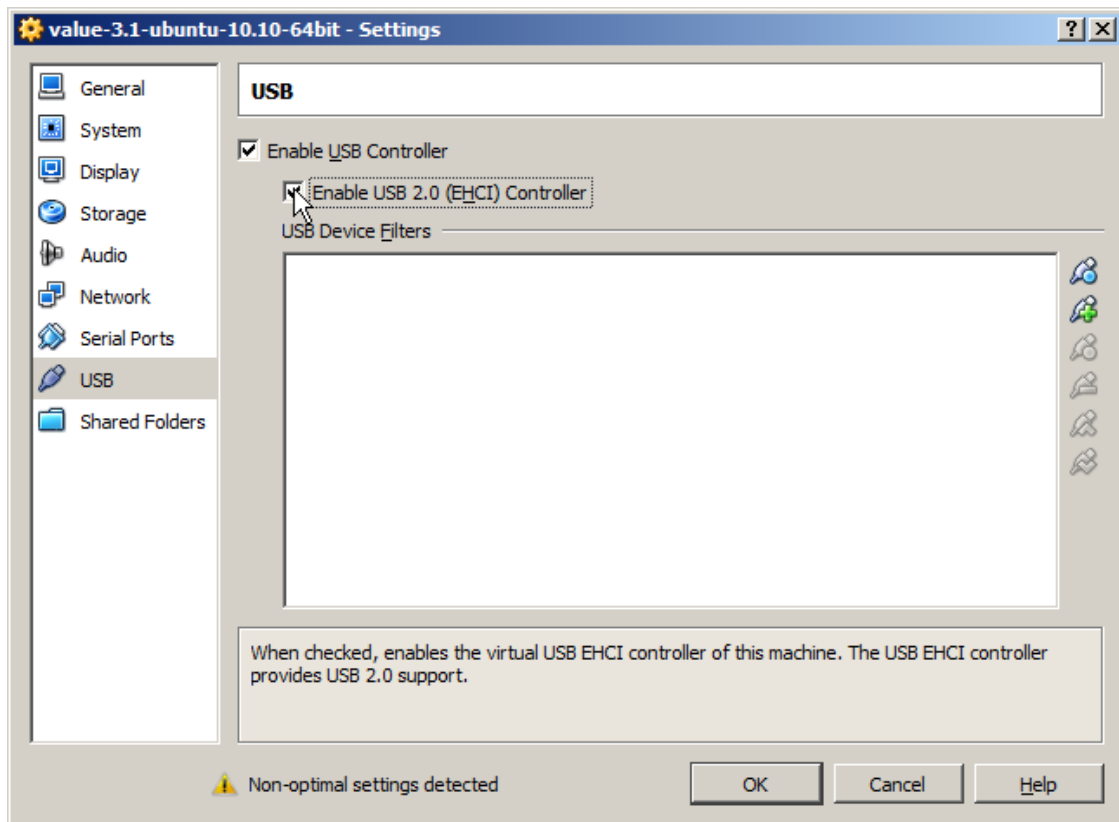 value-3.1-ubuntu-10.10-64bit - Settings
General
System
Display
Storage
Audio
Network
Serial Ports
USB
Shared Folders
USB
Enable USB Controller
Enable USB 2.0 (EHCI) Controller
USB Device Filters
When checked, enables the virtual USB EHCI controller of this machine. The USB EHCI controller
provides USB 2.0 support.
Non-optimal settings detected
OK
Cancel
Help